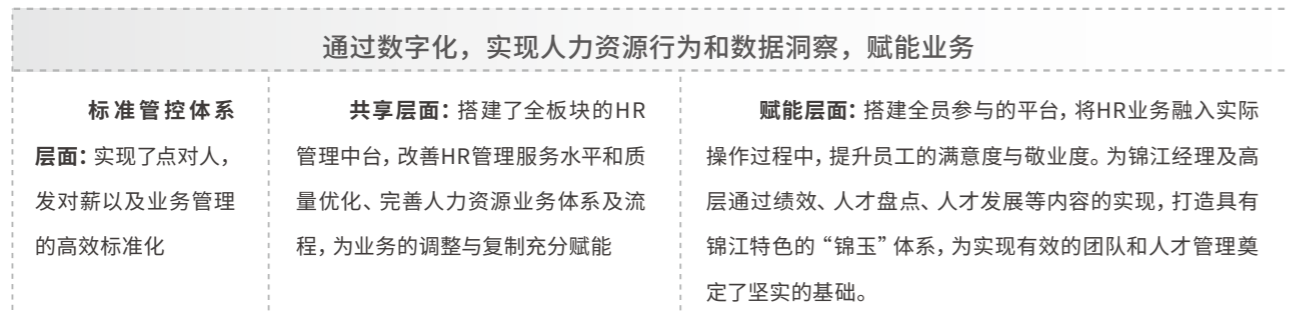 通过数字化，实现人力资源行为和数据洞察，赋能业务
标准管控体系
层面：实现了点对人，
发对薪以及业务管理
的高效标准化
共享层面：搭建了全板块的HR
管理中台，改善HR管理服务水平和质
量优化、完善人力资源业务体系及流
程，为业务的调整与复制充分赋能
赋能层面：搭建全员参与的平台，将HR业务融入实际
操作过程中，提升员工的满意度与敬业度。为锦江经理及高
层通过绩效、人才盘点、人才发展等内容的实现，打造具有
锦江特色的“锦玉”体系，为实现有效的团队和人才管理奠
定了坚实的基础。